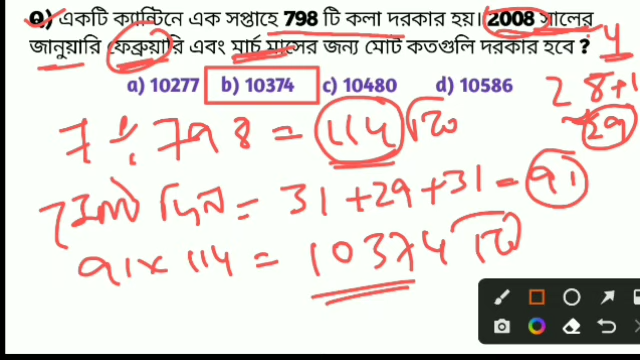 Q) একটি ক্যান্টিনে এক সপ্তাহে 798 টি কলা দরকার হয়। 2008 সালের
জানুয়ারি ফেব্রুয়ারি এবং মার্চ মাসের জন্য মোট কতগুলি দরকার হবে ?
4
a) 10277 b) 10374 c) 10480 d) 10586
28+1
29
7 ÷ 798 = 114 টি
মোট দিন = 31+29+31 = 91
91 x 114 = 10374 টি